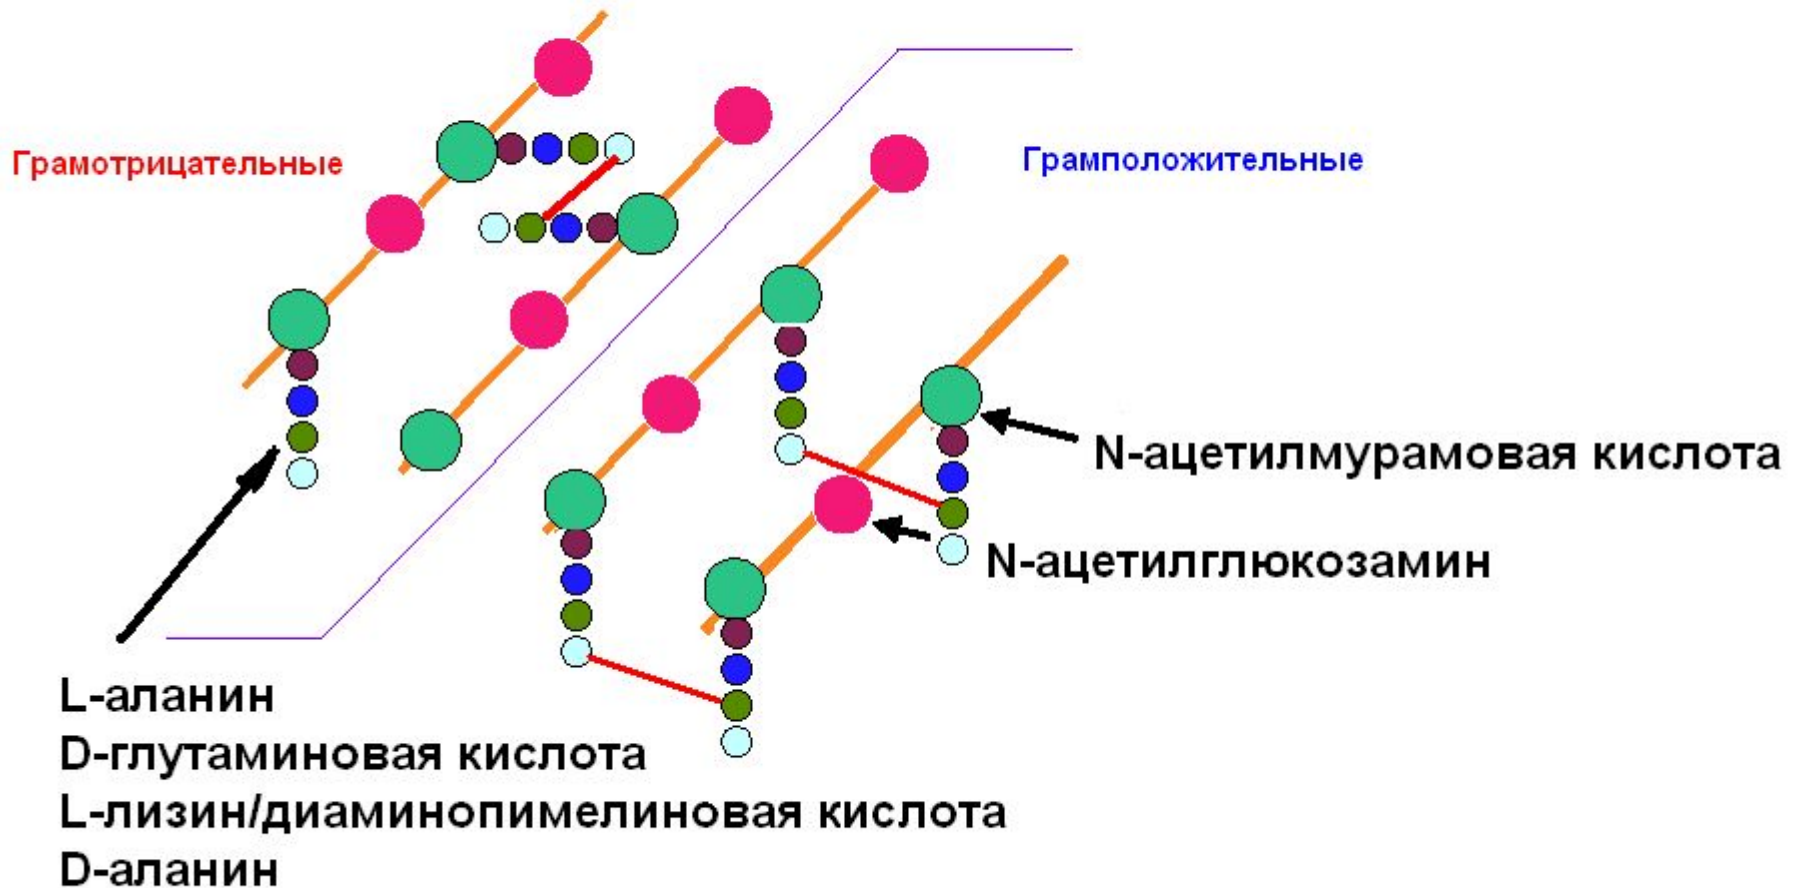 Грамотрицательные
Грамположительные
N-ацетилмурамовая кислота
N-ацетилглюкозамин
L-аланин
D-глутаминовая кислота
L-лизин/диаминопимелиновая кислота
D-аланин